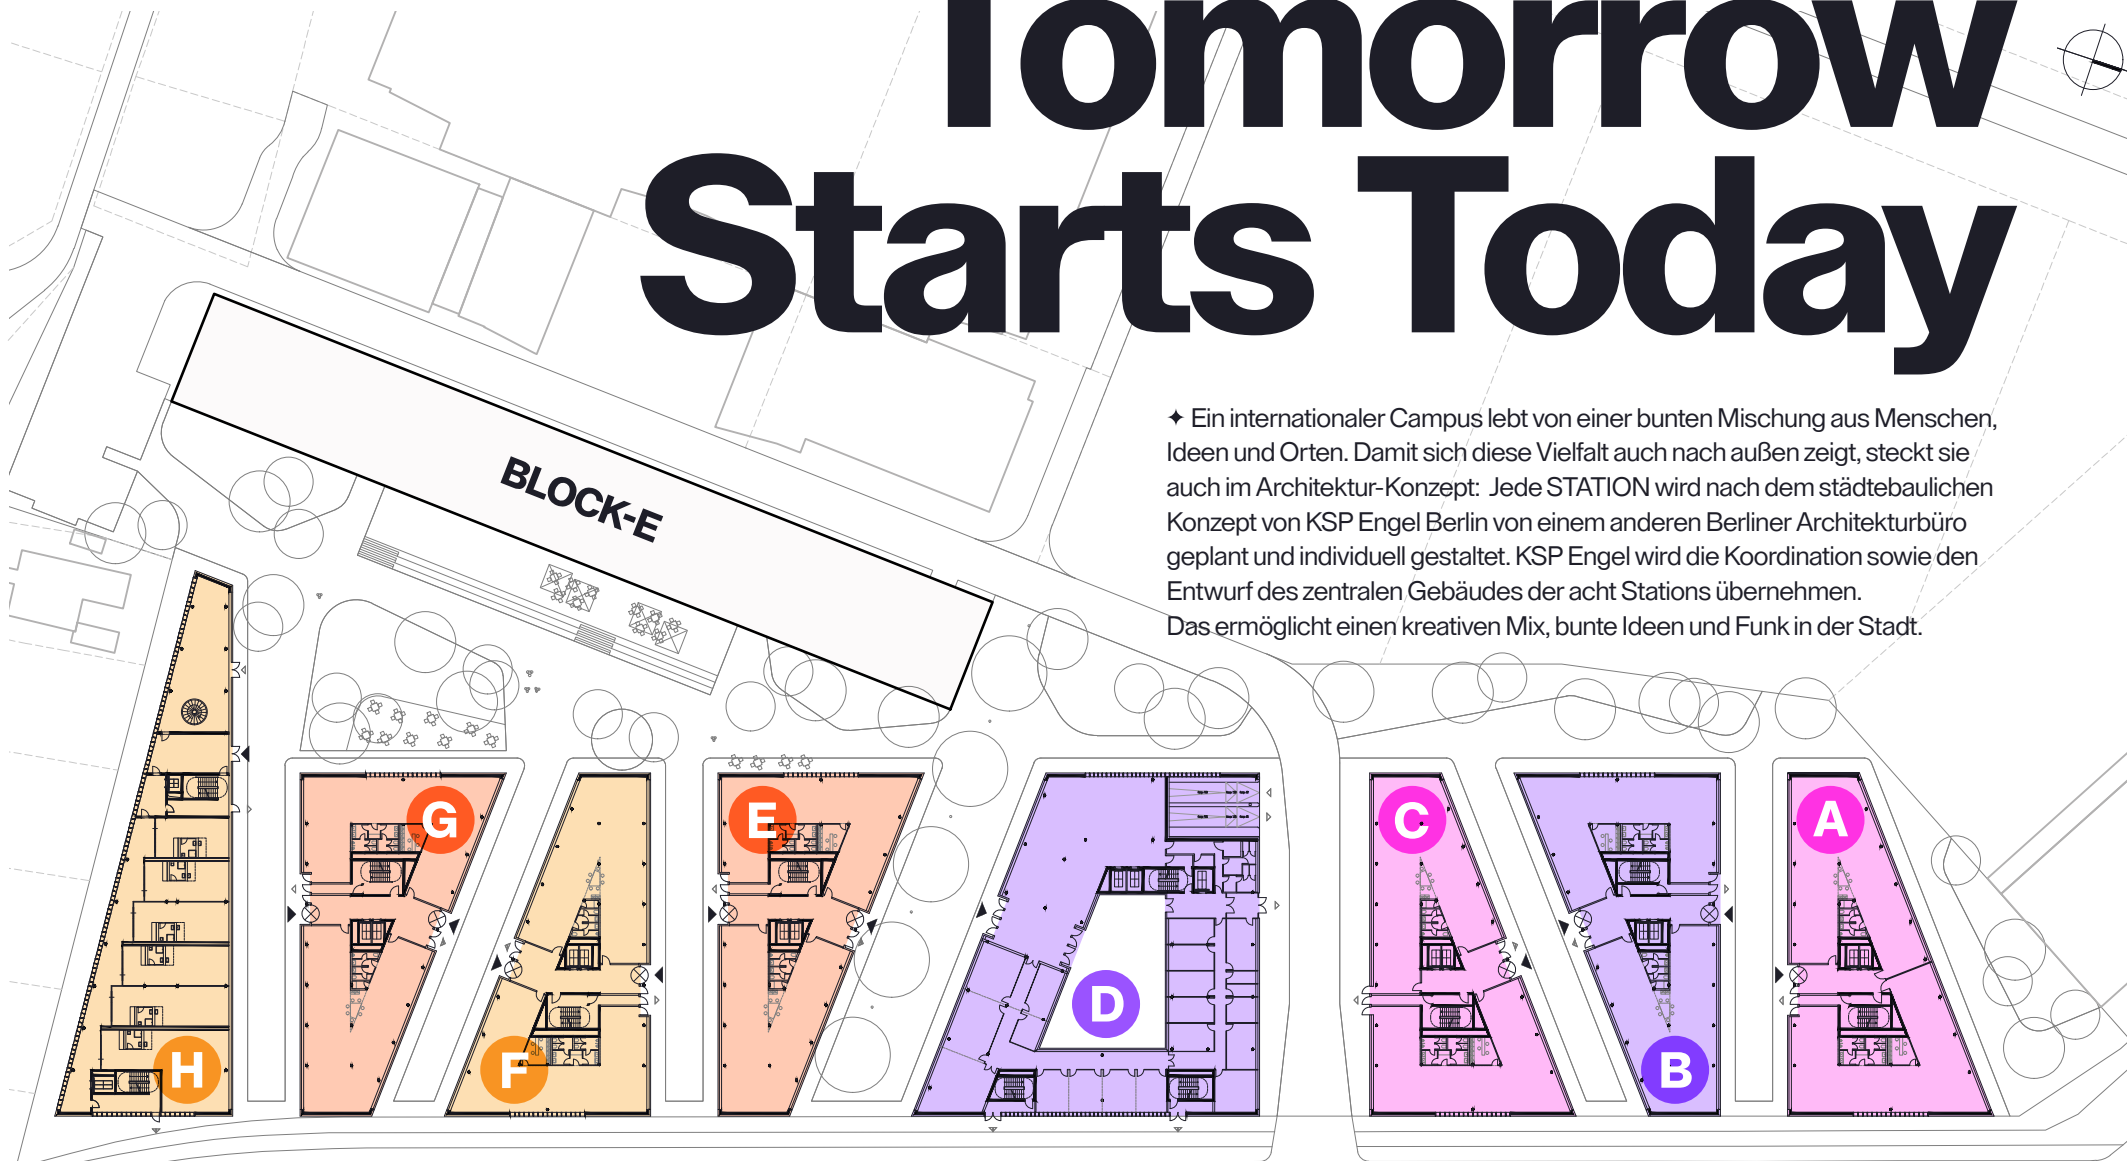 Tomorrow
Starts Today
✦ Ein internationaler Campus lebt von einer bunten Mischung aus Menschen,
Ideen und Orten. Damit sich diese Vielfalt auch nach außen zeigt, steckt sie
auch im Architektur-Konzept: Jede STATION wird nach dem städtebaulichen
Konzept von KSP Engel Berlin von einem anderen Berliner Architekturbüro
geplant und individuell gestaltet. KSP Engel wird die Koordination sowie den
Entwurf des zentralen Gebäudes der acht Stations übernehmen.
Das ermöglicht einen kreativen Mix, bunte Ideen und Funk in der Stadt.
BLOCK-E
H
G
F
E
D
C
B
A